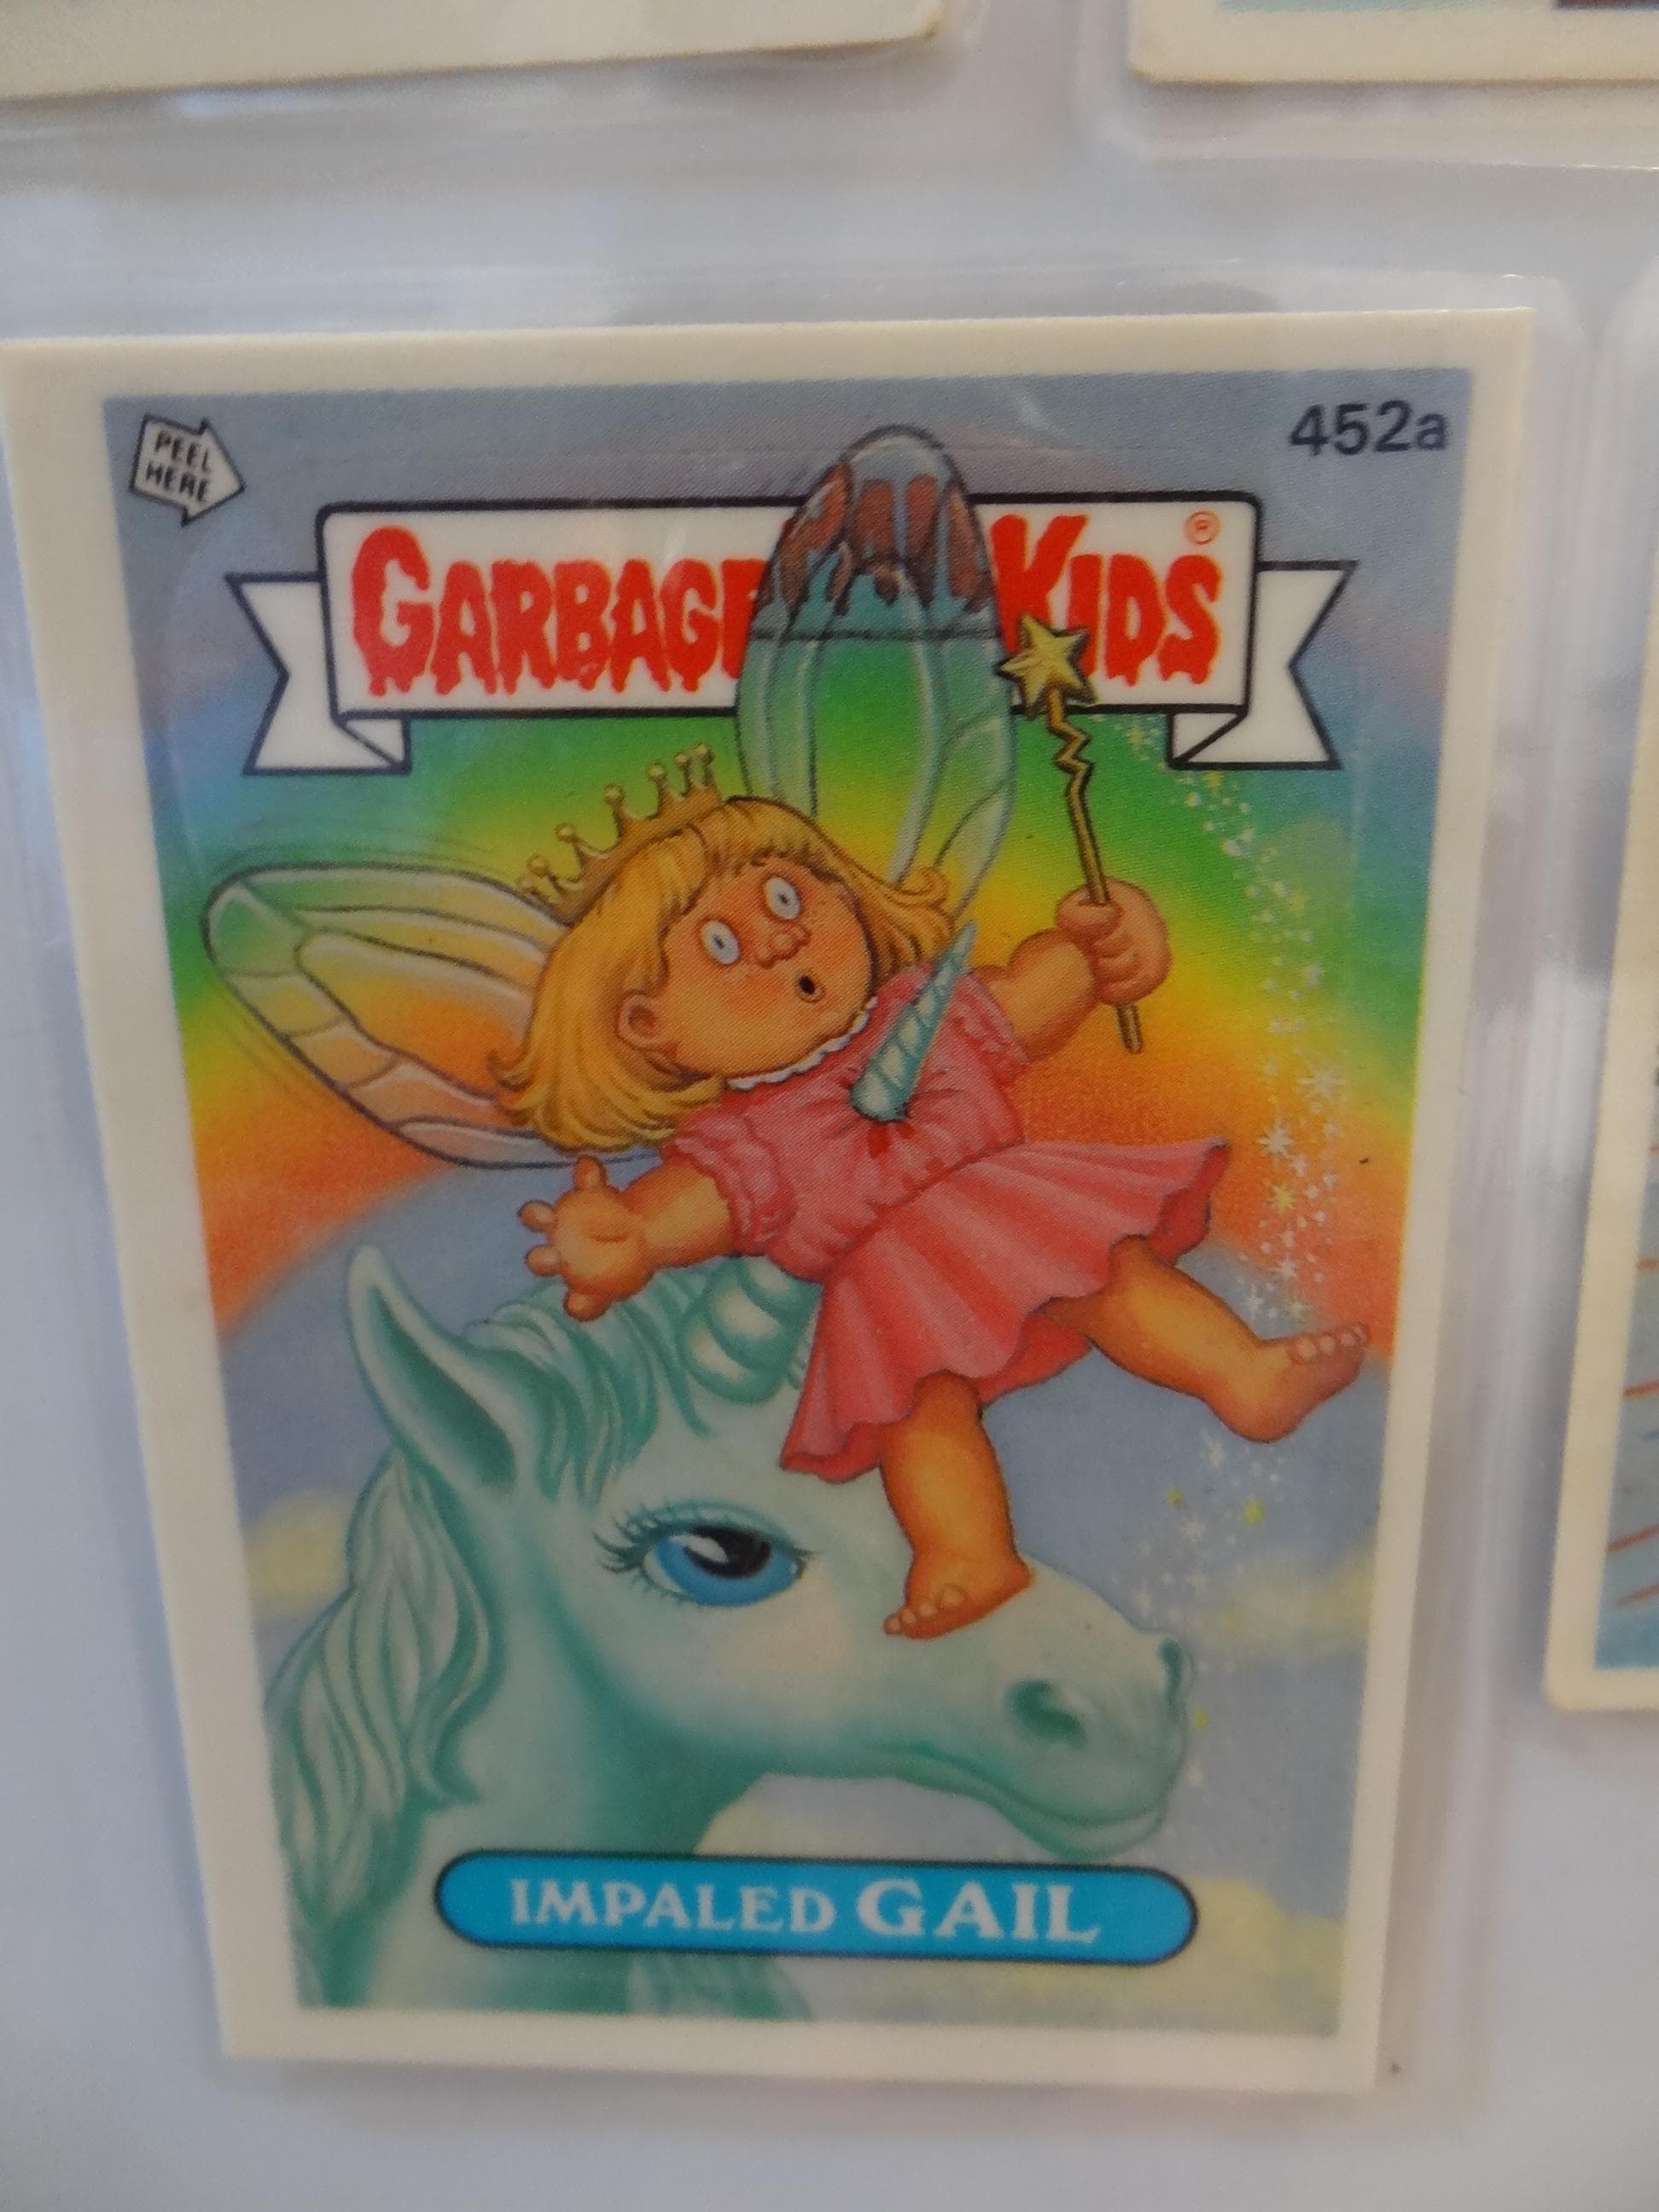 PEEL
HERE
452a
GARBAGE KIDS®
IMPALED GAIL